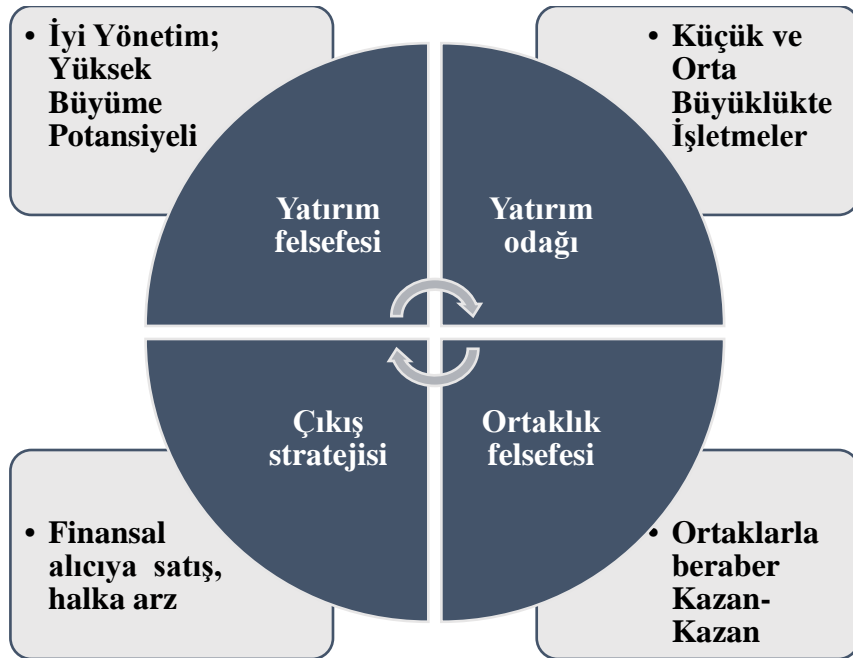 • İyi Yönetim;
Yüksek
Büyüme
Potansiyeli
• Küçük ve
Orta
Büyüklükte
İşletmeler
Yatırım
felsefesi
Yatırım
odağı
Çıkış
stratejisi
Ortaklık
felsefesi
• Finansal
alıcıya satış,
halka arz
• Ortaklarla
beraber
Kazan-
Kazan